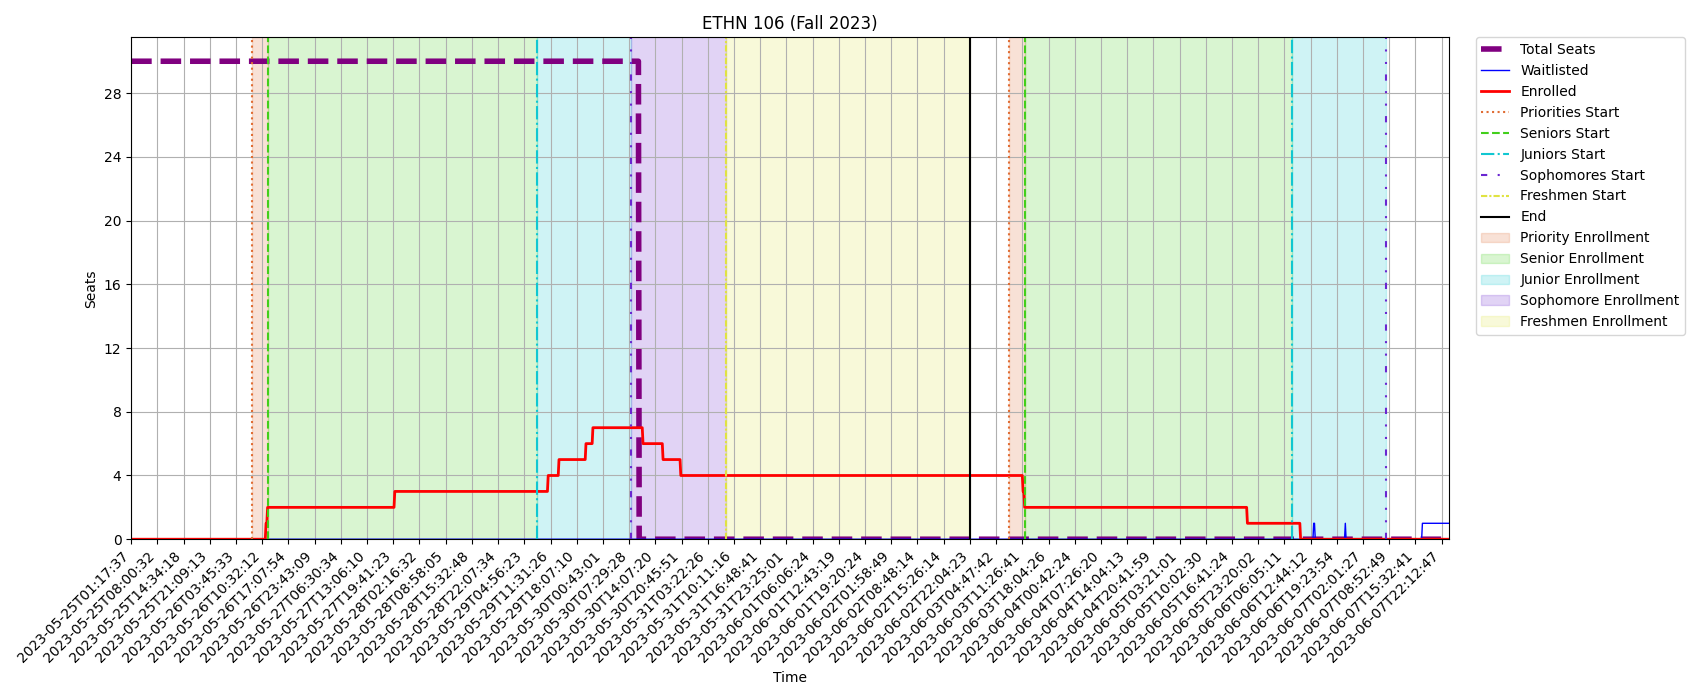 ETHN 106 (Fall 2023)
Seats
28
24
20
16
12
8
4
0
2023-05-25T01:17:37
2023-05-25T08:00:32
2023-05-25T14:34:18
2023-05-25T21:09:13
2023-05-26T03:45:33
2023-05-26T10:32:12
2023-05-26T17:07:54
2023-05-26T23:43:09
2023-05-27T06:30:34
2023-05-27T13:06:10
2023-05-27T19:41:23
2023-05-28T02:16:32
2023-05-28T08:58:05
2023-05-28T15:32:48
2023-05-28T22:07:34
2023-05-29T04:56:23
2023-05-29T11:31:26
2023-05-29T18:07:10
2023-05-30T00:43:01
2023-05-30T07:29:28
2023-05-30T14:07:20
2023-05-30T20:45:51
2023-05-31T03:22:26
2023-05-31T10:11:16
2023-05-31T16:48:41
2023-05-31T23:25:01
2023-06-01T06:06:24
2023-06-01T12:43:19
2023-06-01T19:20:24
2023-06-02T01:58:49
2023-06-02T08:48:14
2023-06-02T15:26:14
2023-06-02T22:04:23
2023-06-03T04:47:42
2023-06-03T11:26:41
2023-06-03T18:04:26
2023-06-04T00:42:24
2023-06-04T07:26:20
2023-06-04T14:04:13
2023-06-04T20:41:59
2023-06-05T03:21:01
2023-06-05T10:02:30
2023-06-05T16:41:24
2023-06-05T23:20:02
2023-06-06T06:05:11
2023-06-06T12:44:12
2023-06-06T19:23:54
2023-06-07T02:01:27
2023-06-07T08:52:49
2023-06-07T15:32:41
2023-06-07T22:12:47
Time
Total Seats
Waitlisted
Enrolled
Priorities Start
Seniors Start
Juniors Start
Sophomores Start
Freshmen Start
End
Priority Enrollment
Senior Enrollment
Junior Enrollment
Sophomore Enrollment
Freshmen Enrollment